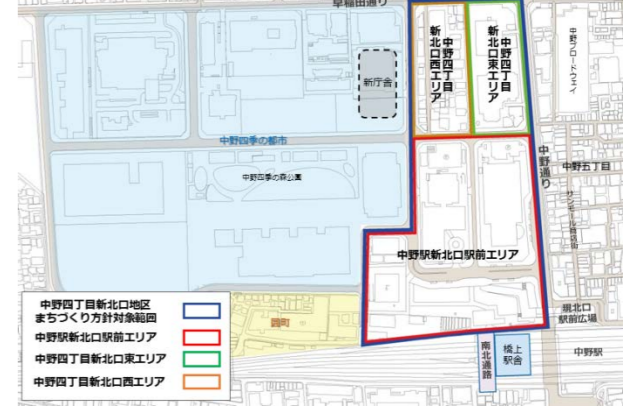 早稲田通り
中野四丁目
新北口西エリア
中野四丁目
新北口東エリア
中野ブロードウェイ
新庁舎
中野四季の都市
中野四季の森公園
中野通り
中野五丁目
サンモール商店街
中野駅新北口駅前エリア
囲町
現北口
駅前広場
南北通路
橋上
駅舎
中野駅
中野四丁目新北口地区
まちづくり方針対象範囲
中野駅新北口駅前エリア
中野四丁目新北口東エリア
中野四丁目新北口西エリア